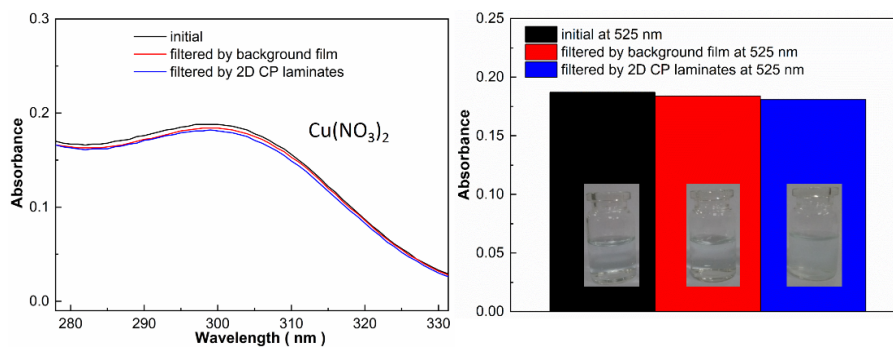 0.3
0.2
0.1
0.0
Absorbance
initial
filtered by background film
filtered by 2D CP laminates
Cu(NO3)2
280
290
300
310
320
330
Wavelength ( nm )
0.25
0.20
0.15
0.10
0.05
0.00
Absorbance
initial at 525 nm
filtered by background film at 525 nm
filtered by 2D CP laminates at 525 nm